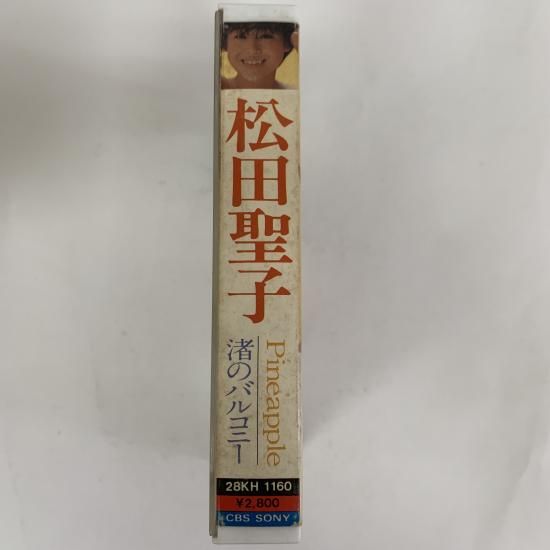 松田聖子
Pineapple
渚のバルコニー
28KH 1160
¥2,800
CBS SONY